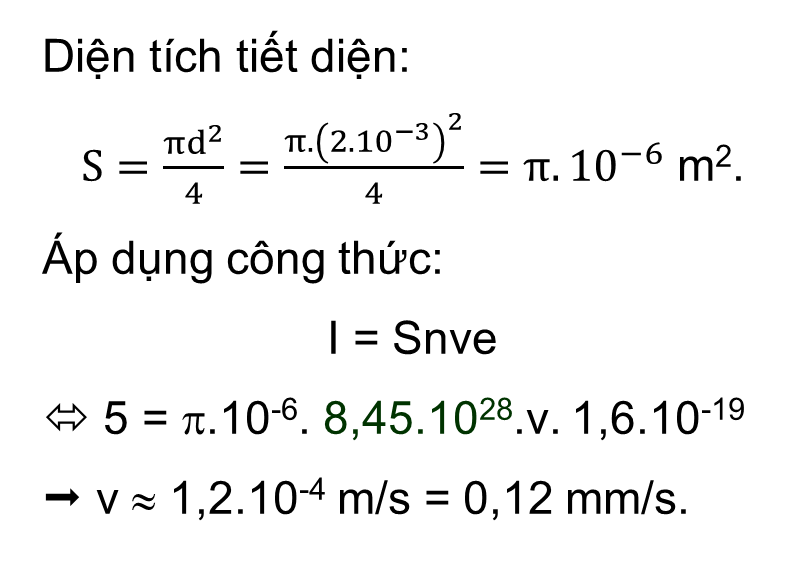 Diện tích tiết diện:
S = πd²/4 = π.(2.10⁻³)²/4 = π. 10⁻⁶ m².
Áp dụng công thức:
I = Snve
⬄ 5 = π.10⁻⁶. 8,45.10²⁸.v. 1,6.10⁻¹⁹
➞ v ≈ 1,2.10⁻⁴ m/s = 0,12 mm/s.